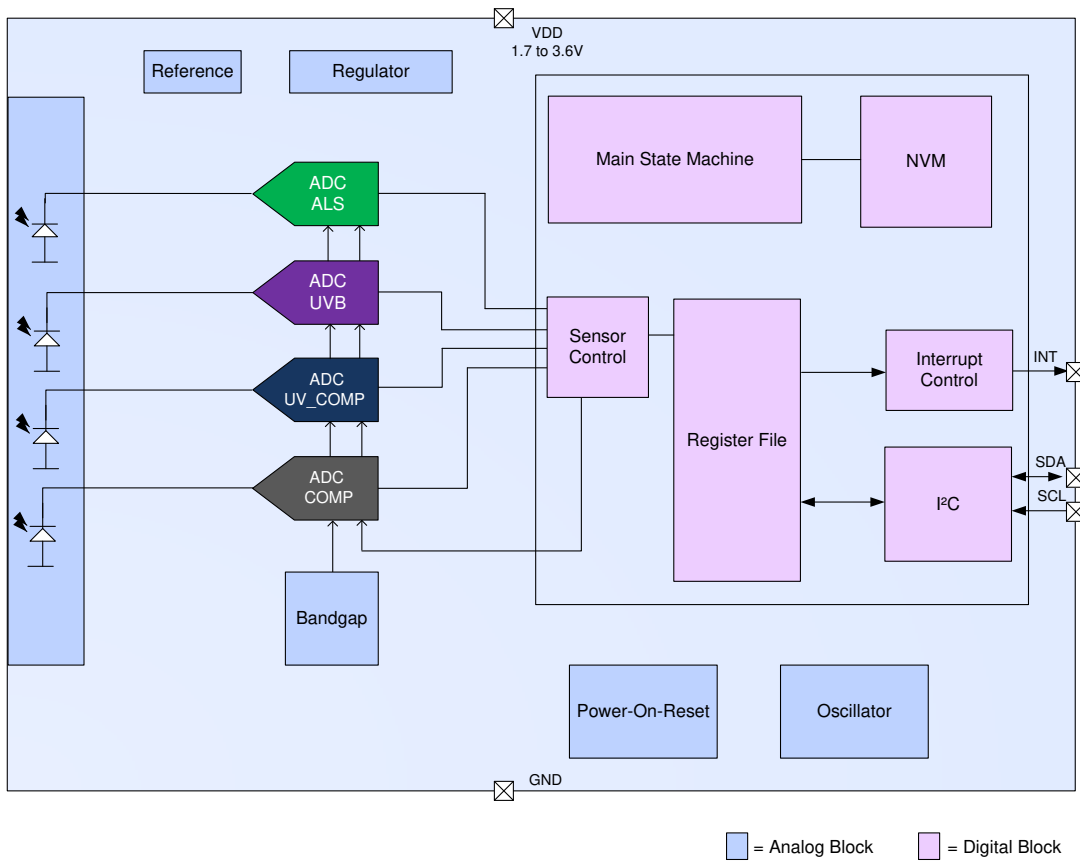 VDD
1.7 to 3.6V
Reference
Regulator
Main State Machine
NVM
ADC
ALS
ADC
UVB
Sensor
Control
Interrupt
Control
INT
ADC
UV_COMP
Register File
ADC
COMP
I²C
SDA
SCL
Bandgap
Power-On-Reset
Oscillator
GND
= Analog Block
= Digital Block